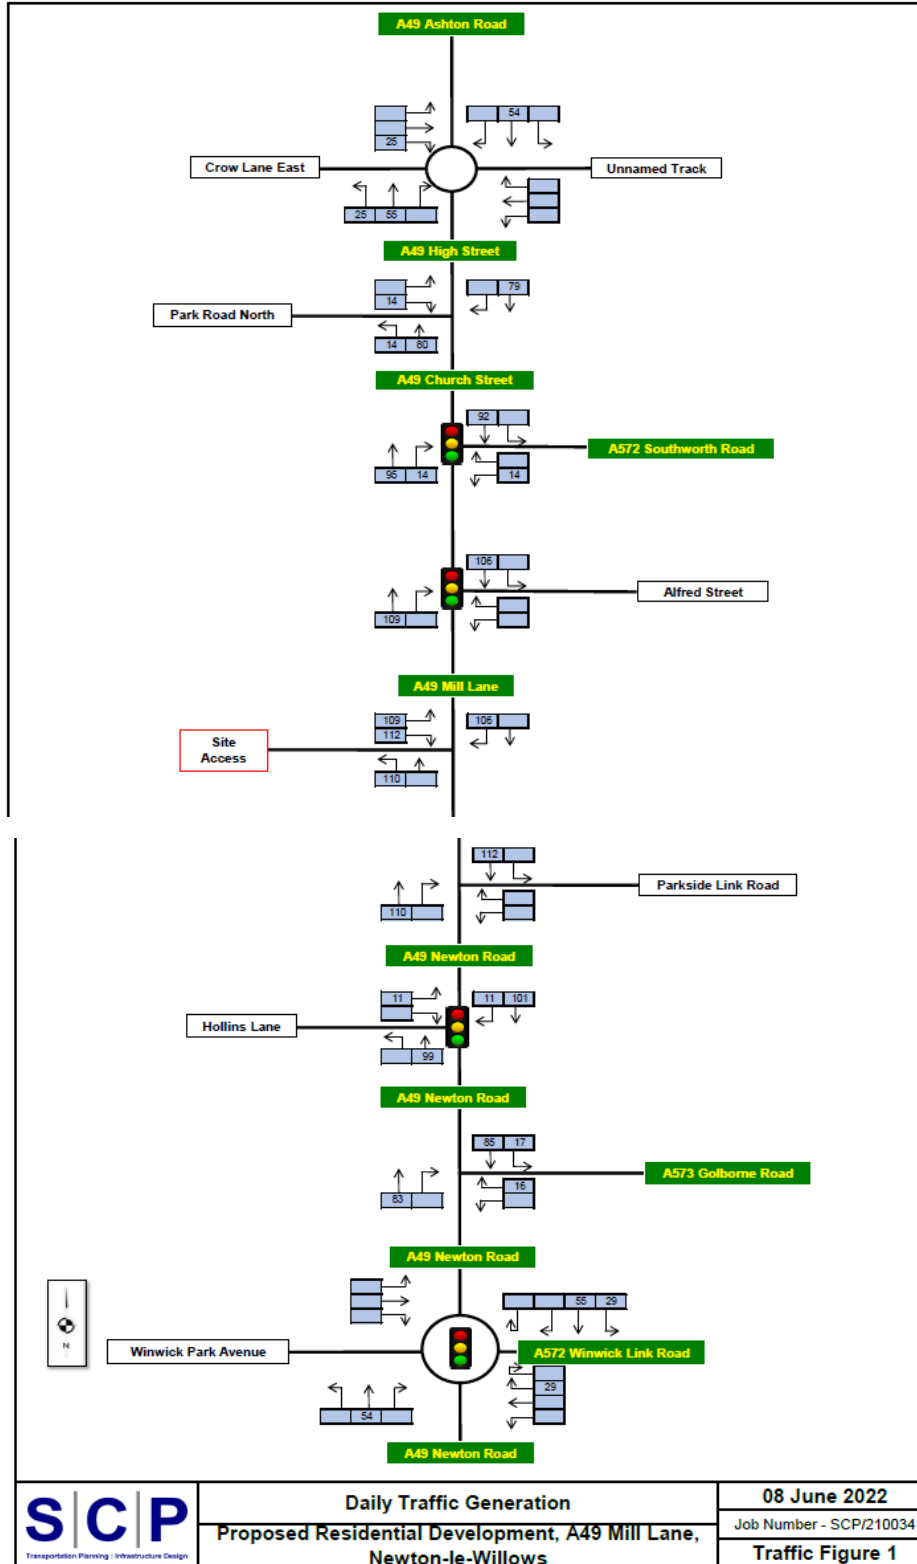 A49 Ashton Road
54
25
Crow Lane East
Unnamed Track
25 55
A49 High Street
79
14
Park Road North
14 80
A49 Church Street
92
A572 Southworth Road
95 14
14
106
Alfred Street
109
A49 Mill Lane
109
106
112
Site
Access
110
112
Parkside Link Road
110
A49 Newton Road
11
11 101
Hollins Lane
99
A49 Newton Road
85 17
A573 Golborne Road
16
83
A49 Newton Road
55 29
N
Winwick Park Avenue
A572 Winwick Link Road
29
54
A49 Newton Road
S|C|P
Transportation Planning : Infrastructure Design
Daily Traffic Generation
Proposed Residential Development, A49 Mill Lane,
Newton-le-Willows
08 June 2022
Job Number - SCP/210034
Traffic Figure 1